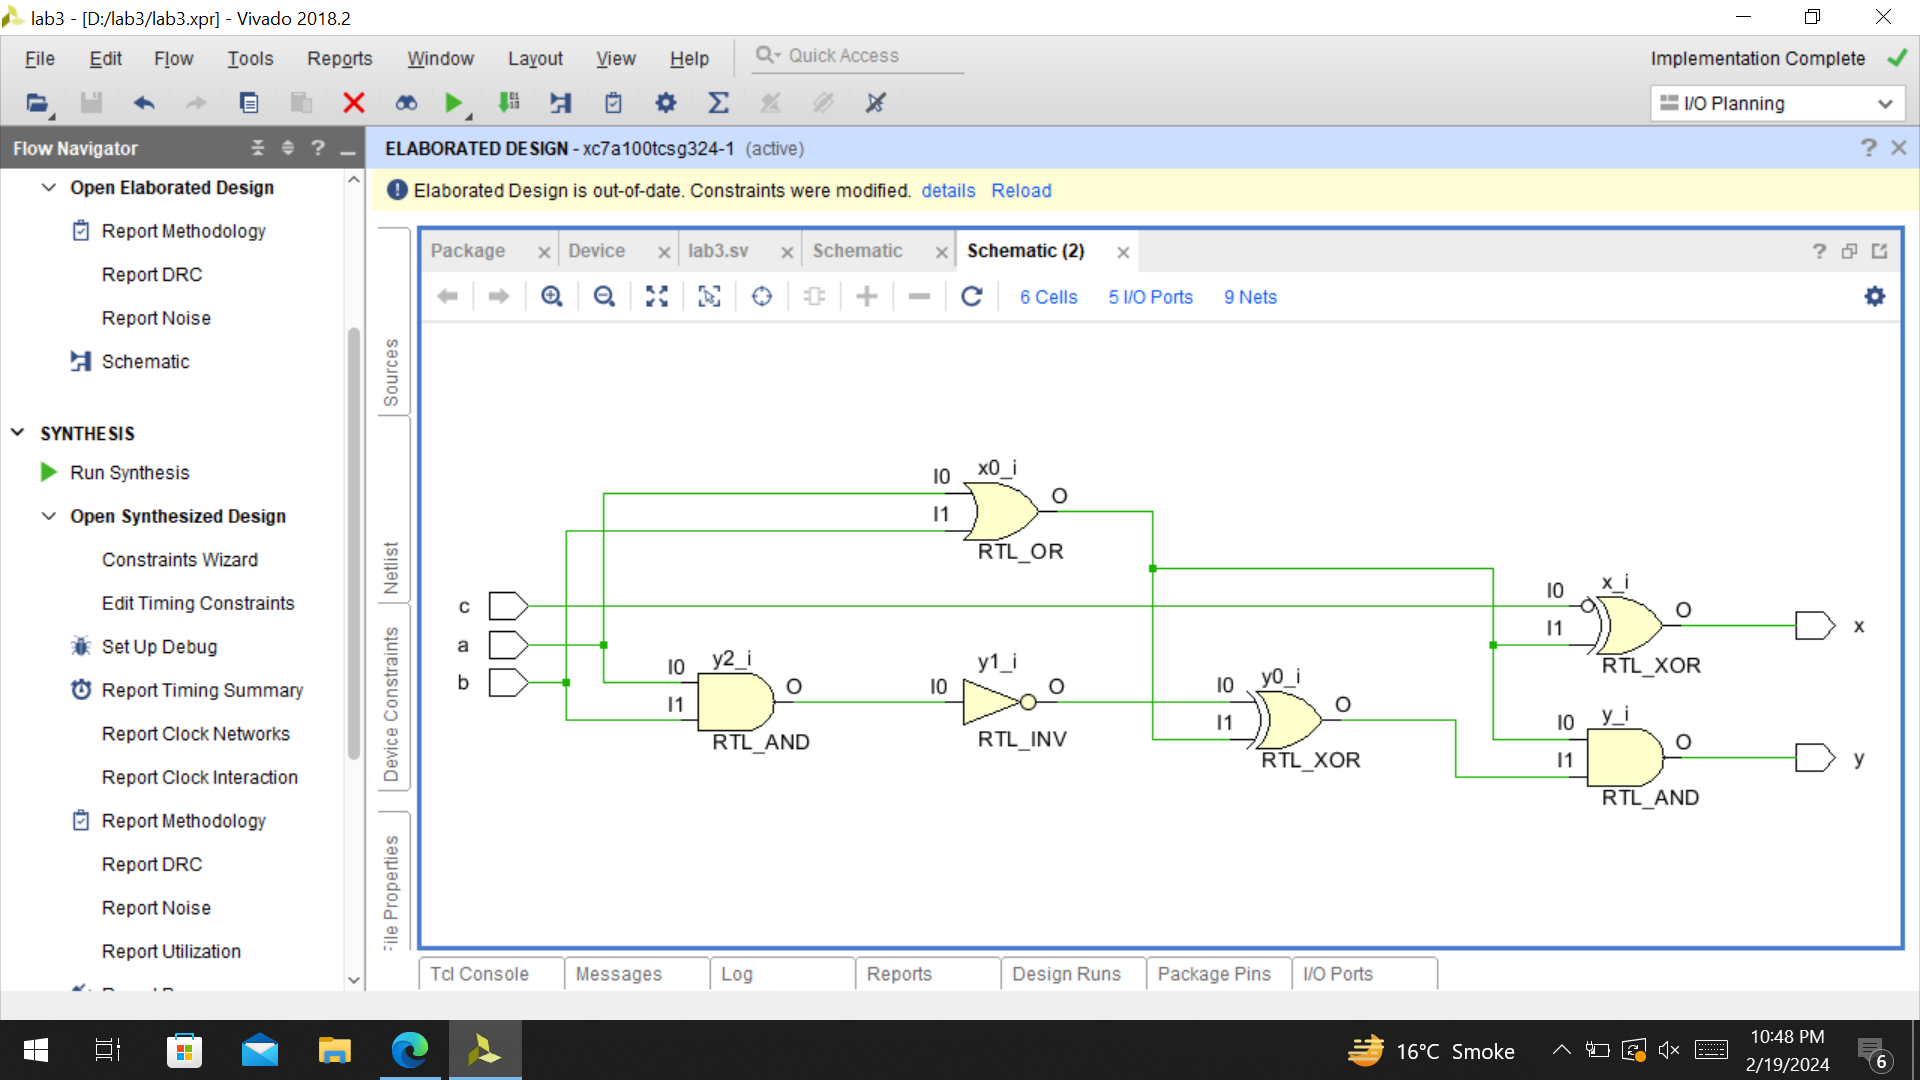 lab3 - [D:/lab3/lab3.xpr] - Vivado 2018.2
File Edit Flow Tools Reports Window Layout View Help Quick Access
Implementation Complete
I/O Planning
Flow Navigator
ELABORATED DESIGN - xc7a100tcsg324-1 (active)
Elaborated Design is out-of-date. Constraints were modified. details Reload
Open Elaborated Design
Report Methodology
Report DRC
Report Noise
Schematic
SYNTHESIS
Run Synthesis
Open Synthesized Design
Constraints Wizard
Edit Timing Constraints
Set Up Debug
Report Timing Summary
Report Clock Networks
Report Clock Interaction
Report Methodology
Report DRC
Report Noise
Report Utilization
Sources
Netlist
Device Constraints
File Properties
Package Device lab3.sv Schematic Schematic (2)
6 Cells 5 I/O Ports 9 Nets
x0_i
I0
O
I1
RTL_OR
c
a
b
y2_i
I0
O
I1
RTL_AND
y1_i
I0
O
RTL_INV
y0_i
I0
O
I1
RTL_XOR
x_i
I0
O
I1
RTL_XOR
x
y_i
I0
O
I1
RTL_AND
y
Tcl Console Messages Log Reports Design Runs Package Pins I/O Ports
16°C Smoke
10:48 PM
2/19/2024
6